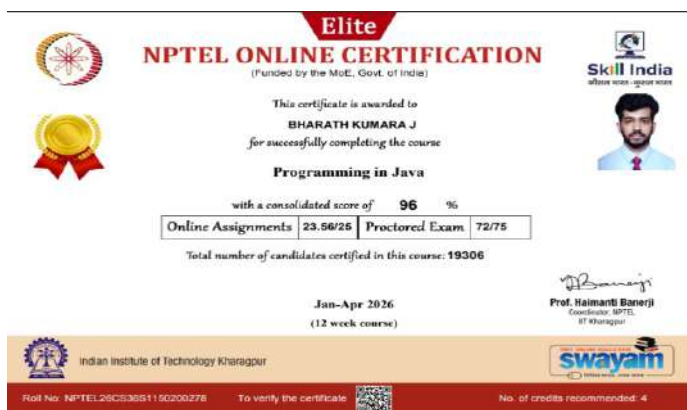 Elite
NPTEL ONLINE CERTIFICATION
(Funded by the MoE, Govt. of India)
Skill India
कौशल भारत - कुशल भारत
This certificate is awarded to
BHARATH KUMARA J
for successfully completing the course
Programming in Java
with a consolidated score of 96 %
Online Assignments 23.56/25 Proctored Exam 72/75
Total number of candidates certified in this course: 19306
Jan-Apr 2026
(12 week course)
Prof. Haimanti Banerji
Coordinator, NPTEL
IIT Kharagpur
Indian Institute of Technology Kharagpur
swayam
Roll No: NPTEL26CS36S1150200278 To verify the certificate No. of credits recommended: 4